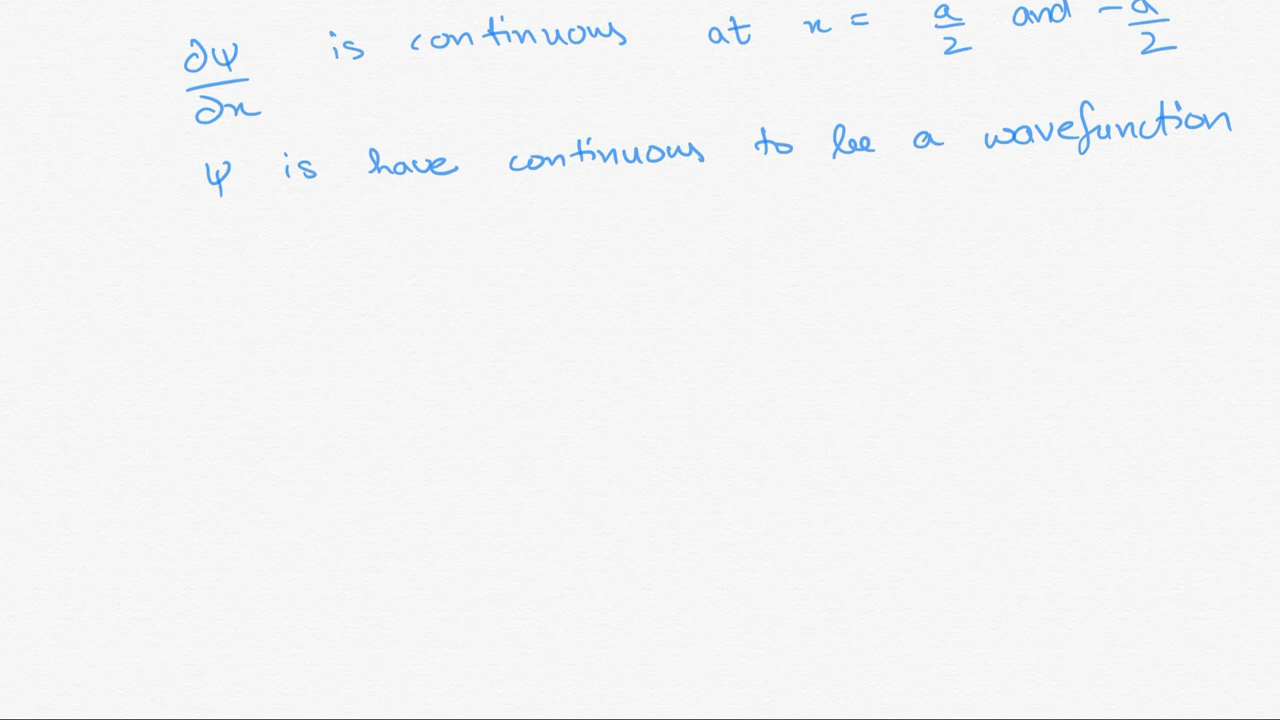 ∂ψ/∂x is continuous at x = a/2 and -a/2
ψ is have continuous to be a wavefunction